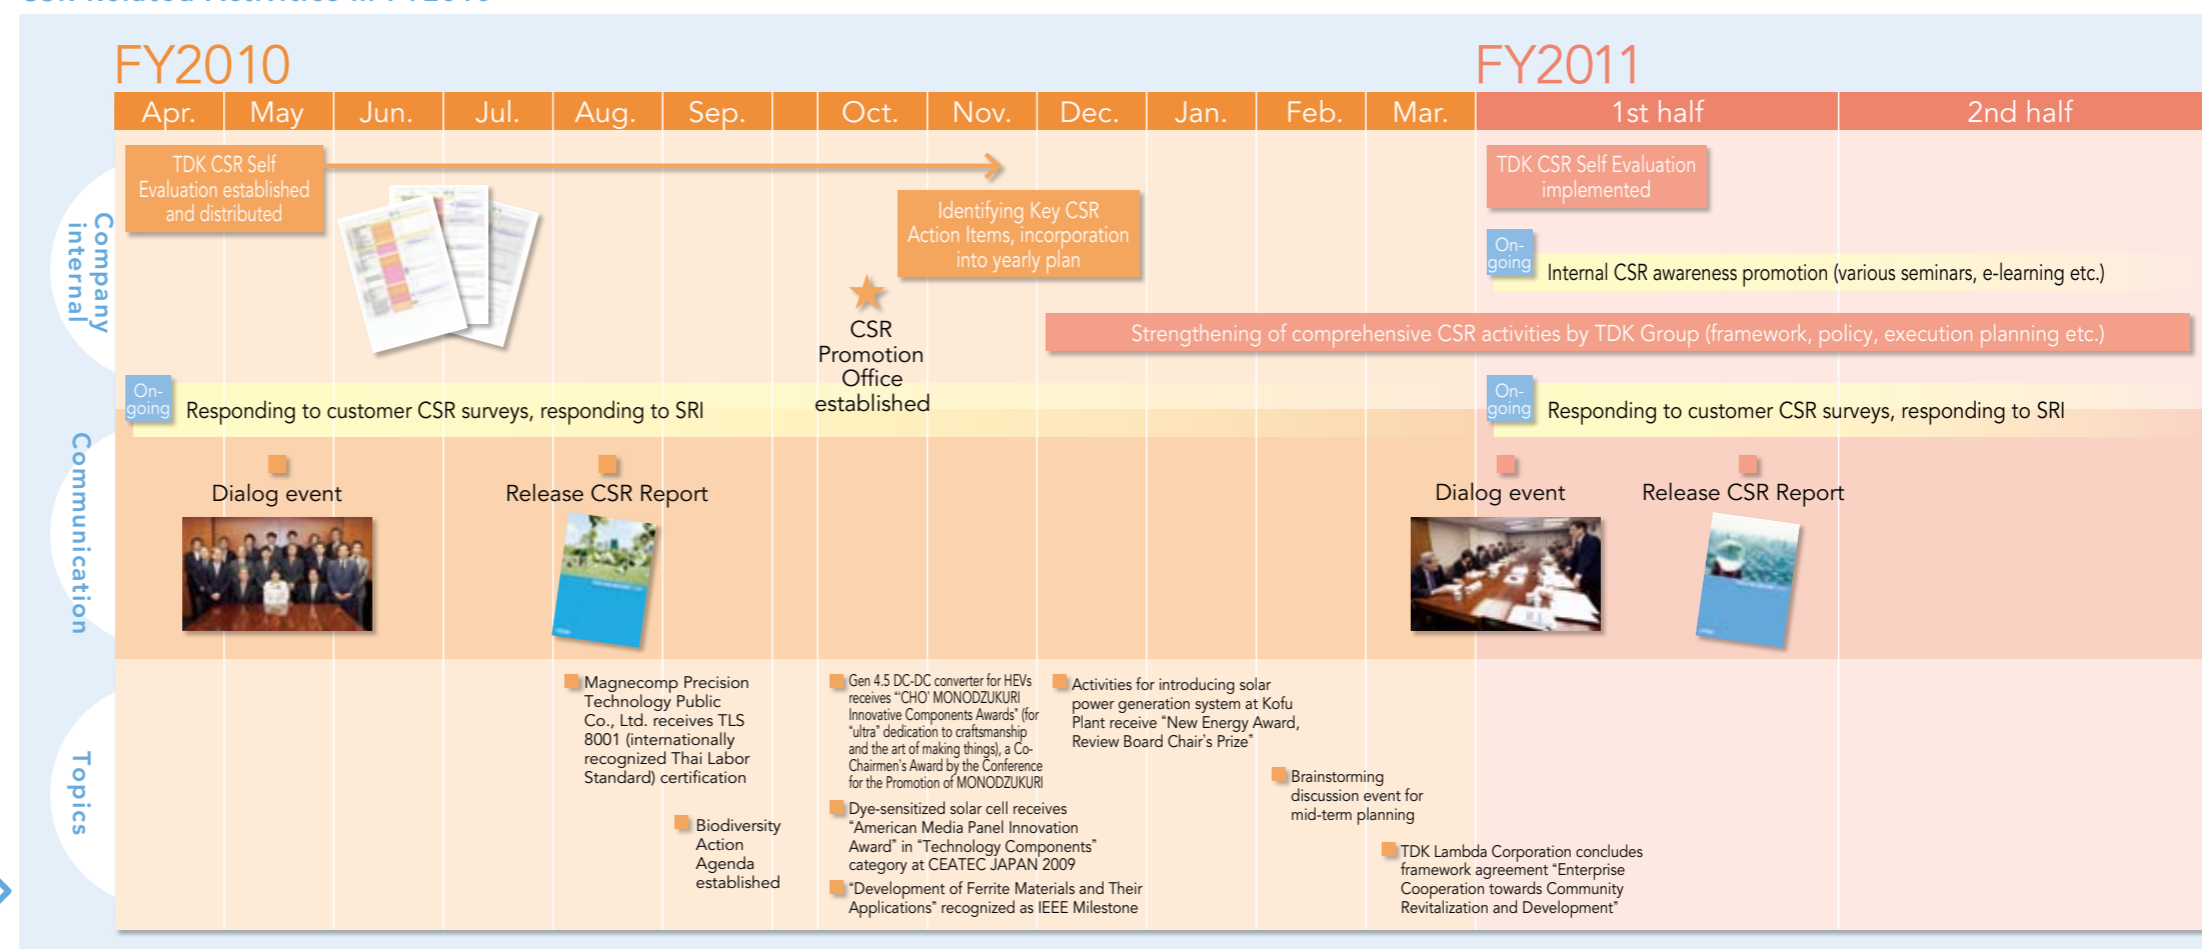 FY2010
FY2011
Apr.
May
Jun.
Jul.
Aug.
Sep.
Oct.
Nov.
Dec.
Jan.
Feb.
Mar.
1st half
2nd half
Company
internal
TDK CSR Self
Evaluation established
and distributed
Identifying Key CSR
Action Items, incorporation
into yearly plan
CSR
Promotion
Office
established
TDK CSR Self Evaluation
implemented
On-
going
Internal CSR awareness promotion (various seminars, e-learning etc.)
Strengthening of comprehensive CSR activities by TDK Group (framework, policy, execution planning etc.)
On-
going
Responding to customer CSR surveys, responding to SRI
On-
going
Responding to customer CSR surveys, responding to SRI
Communication
Dialog event
Release CSR Report
Dialog event
Release CSR Report
Topics
Magnecomp Precision
Technology Public
Co., Ltd. receives TLS
8001 (internationally
recognized Thai Labor
Standard) certification
Biodiversity
Action
Agenda
established
Gen 4.5 DC-DC converter for HEVs
receives "'CHO' MONODZUKURI
Innovative Components Awards" (for
"ultra" dedication to craftsmanship
and the art of making things), a Co-
Chairmen's Award by the Conference
for the Promotion of MONODZUKURI
Dye-sensitized solar cell receives
"American Media Panel Innovation
Award" in "Technology Components"
category at CEATEC JAPAN 2009
"Development of Ferrite Materials and Their
Applications" recognized as IEEE Milestone
Activities for introducing solar
power generation system at Kofu
Plant receive "New Energy Award,
Review Board Chair's Prize"
Brainstorming
discussion event for
mid-term planning
TDK Lambda Corporation concludes
framework agreement "Enterprise
Cooperation towards Community
Revitalization and Development"